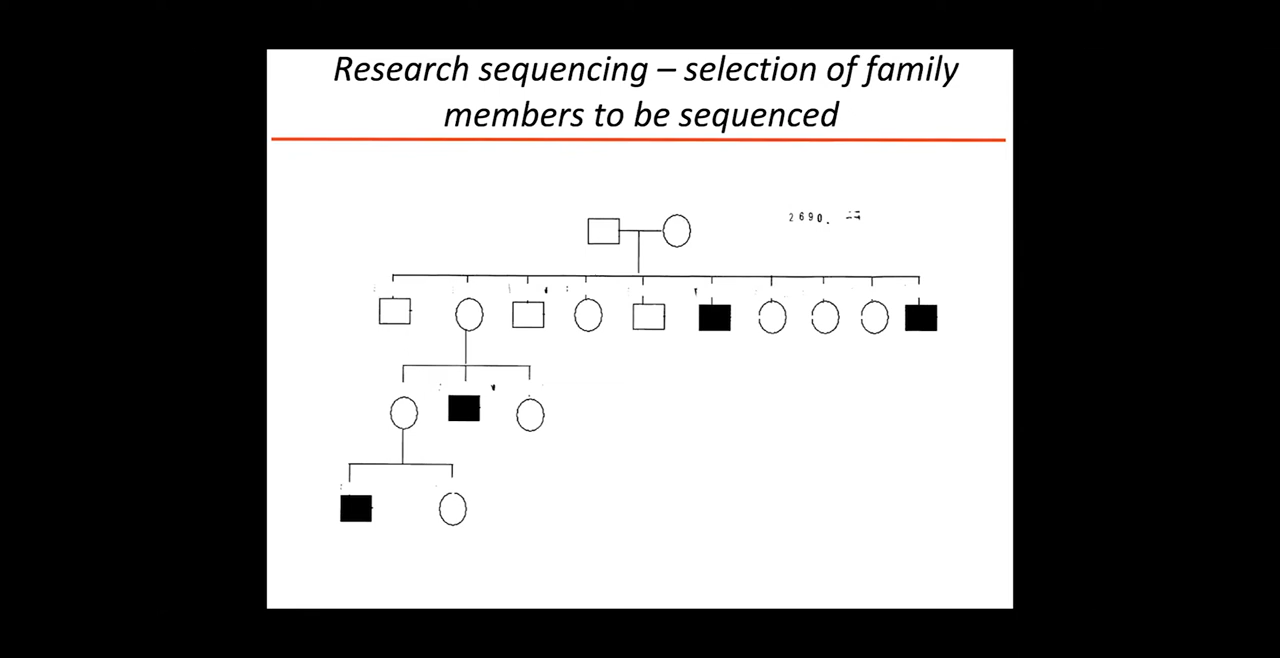 Research sequencing – selection of family
members to be sequenced
2690.